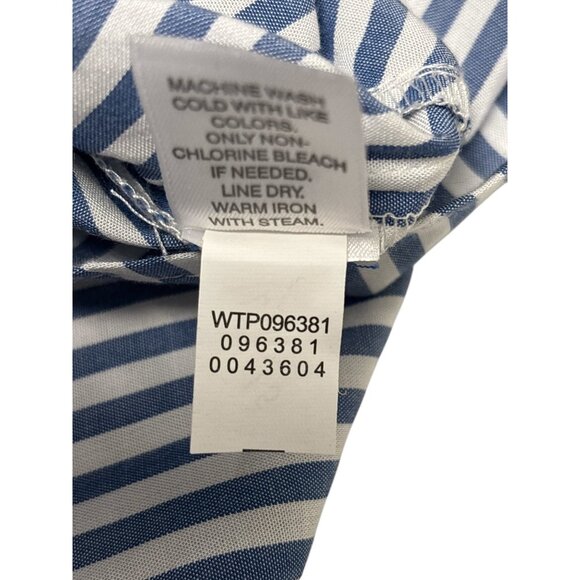 MACHINE WASH
COLD WITH LIKE
COLORS.
ONLY NON-
CHLORINE BLEACH
IF NEEDED.
LINE DRY.
WARM IRON
WITH STEAM.
WTP096381
096381
0043604